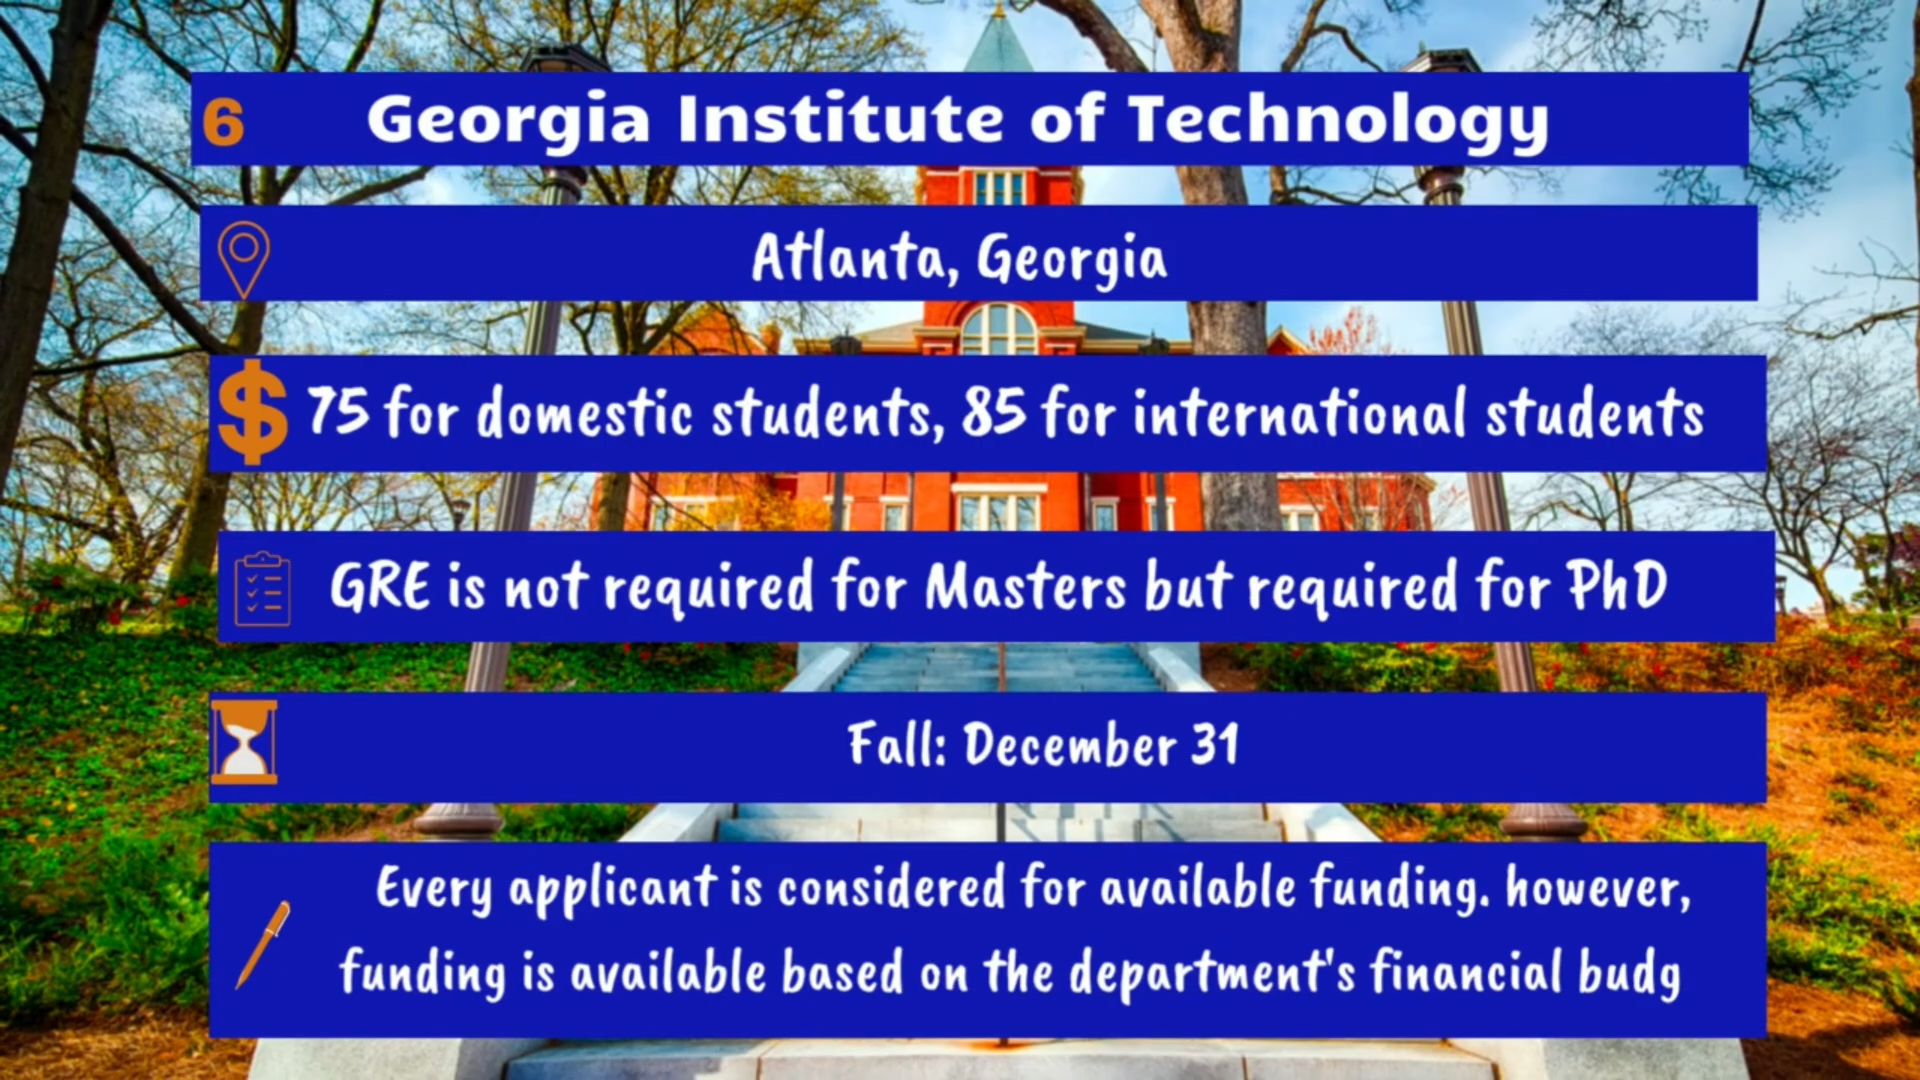 6 Georgia Institute of Technology
Atlanta, Georgia
$ 75 for domestic students, 85 for international students
GRE is not required for Masters but required for PhD
Fall: December 31
Every applicant is considered for available funding. however,
funding is available based on the department's financial budg